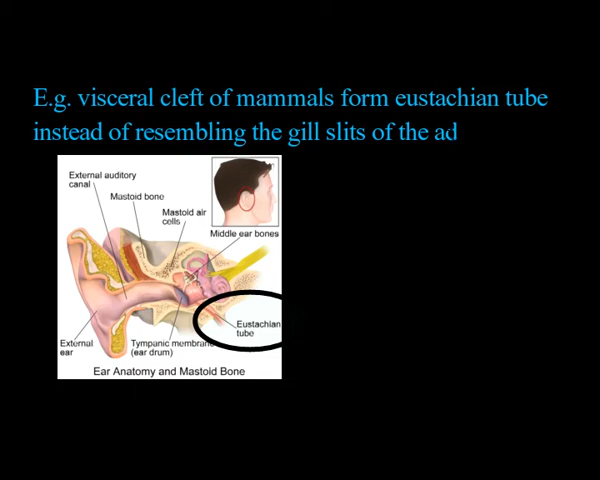 E.g. visceral cleft of mammals form eustachian tube
instead of resembling the gill slits of the ad
External auditory
canal
Mastoid bone
Mastoid air
cells
Middle ear bones
Eustachian
tube
External
ear
Tympanic membrane
(ear drum)
Ear Anatomy and Mastoid Bone